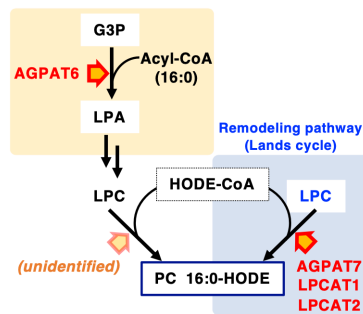 G3P
AGPAT6
Acyl-CoA
(16:0)
LPA
Remodeling pathway
(Lands cycle)
LPC
HODE-CoA
LPC
(unidentified)
PC 16:0-HODE
AGPAT7
LPCAT1
LPCAT2